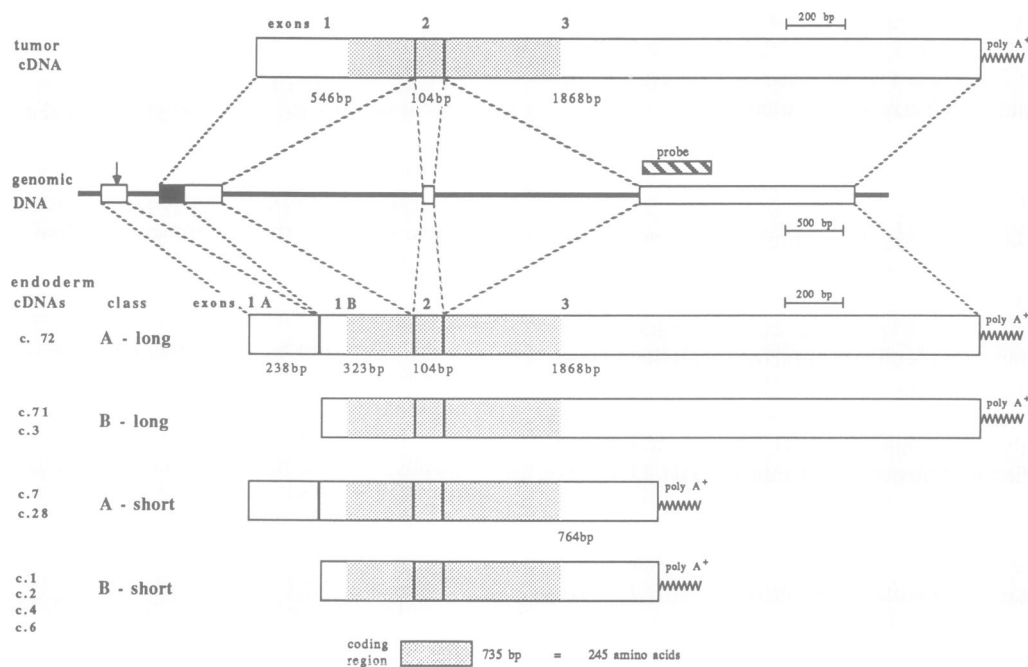 exons 1 2 3 200 bp
tumor
cDNA
poly A+
546bp 104bp 1868bp
probe
genomic
DNA
500 bp
endoderm
cDNAs class exons 1 A 1 B 2 3 200 bp
poly A+
c. 72 A - long
238bp 323bp 104bp 1868bp
poly A+
c.71
c.3
B - long
poly A+
c.7
c.28
A - short
764bp
poly A+
c.1
c.2
c.4
c.6
B - short
coding
region
735 bp = 245 amino acids